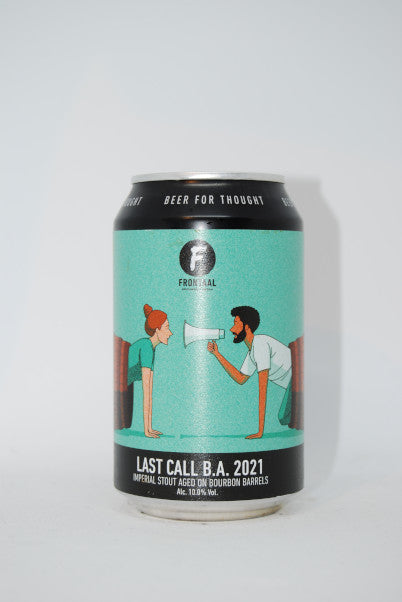 BEER FOR THOUGHT
FRONTAAL
LAST CALL B.A. 2021
IMPERIAL STOUT AGED ON BOURBON BARRELS
Alc. 10.0% Vol.